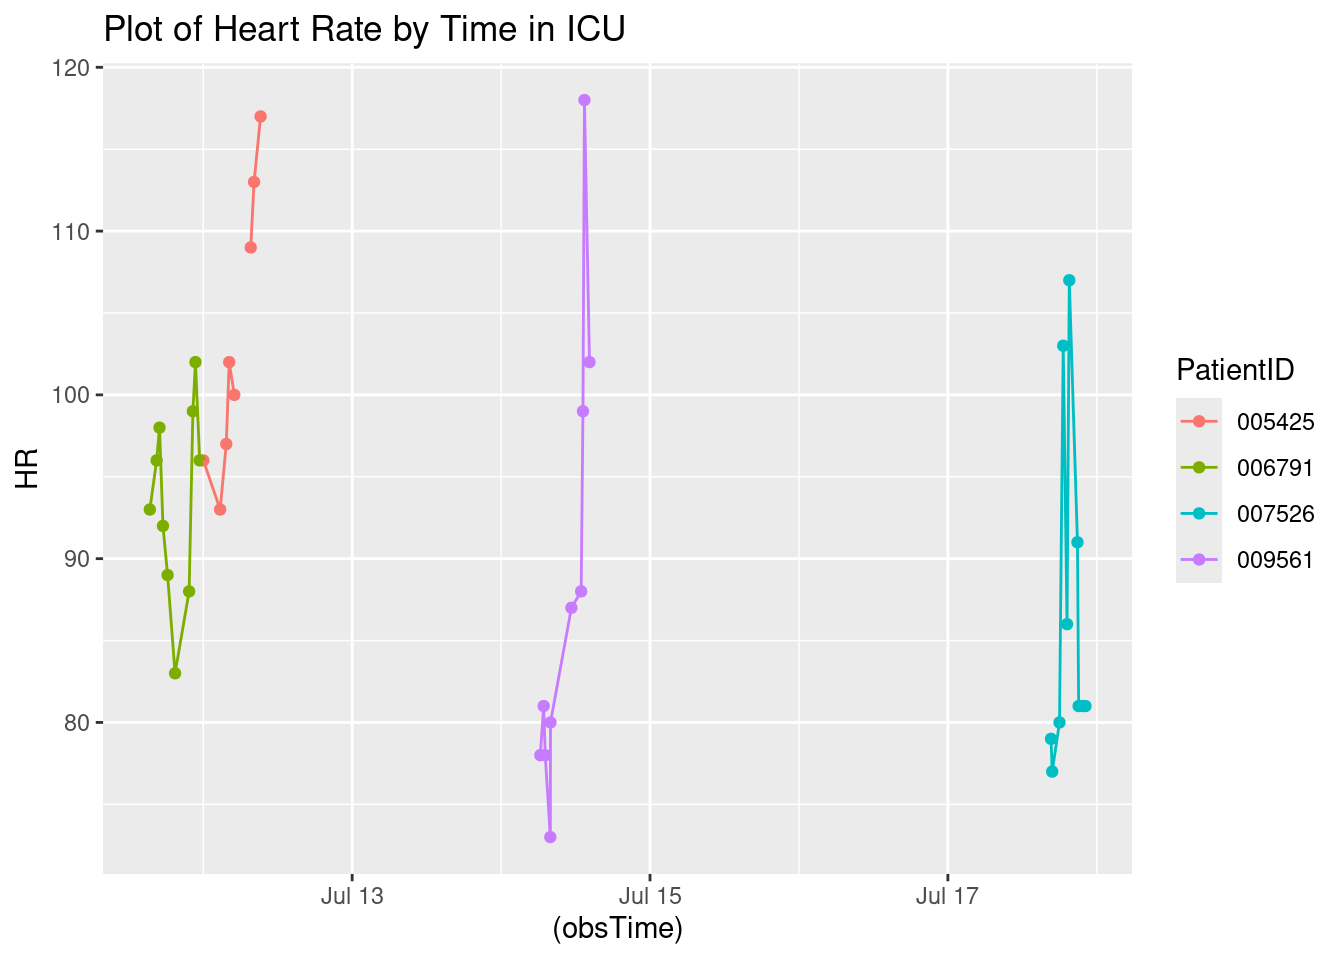 Plot of Heart Rate by Time in ICU
120
110
100
90
80
HR
Jul 13
Jul 15
Jul 17
(obsTime)
PatientID
005425
006791
007526
009561